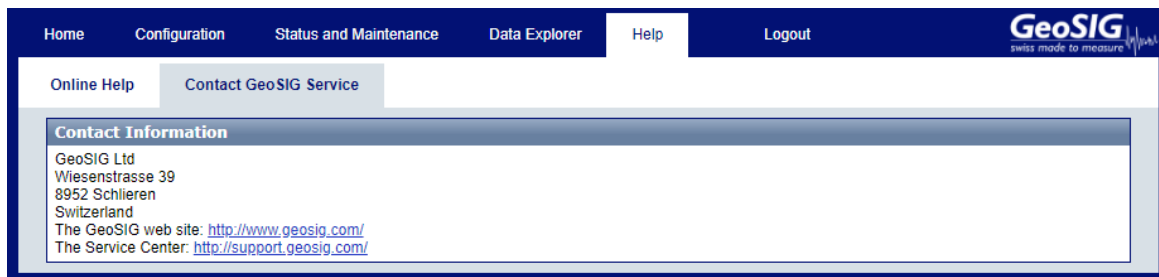 Home Configuration Status and Maintenance Data Explorer Help Logout
GeoSIG
swiss made to measure
Online Help Contact GeoSIG Service
Contact Information
GeoSIG Ltd
Wiesenstrasse 39
8952 Schlieren
Switzerland
The GeoSIG web site: http://www.geosig.com/
The Service Center: http://support.geosig.com/